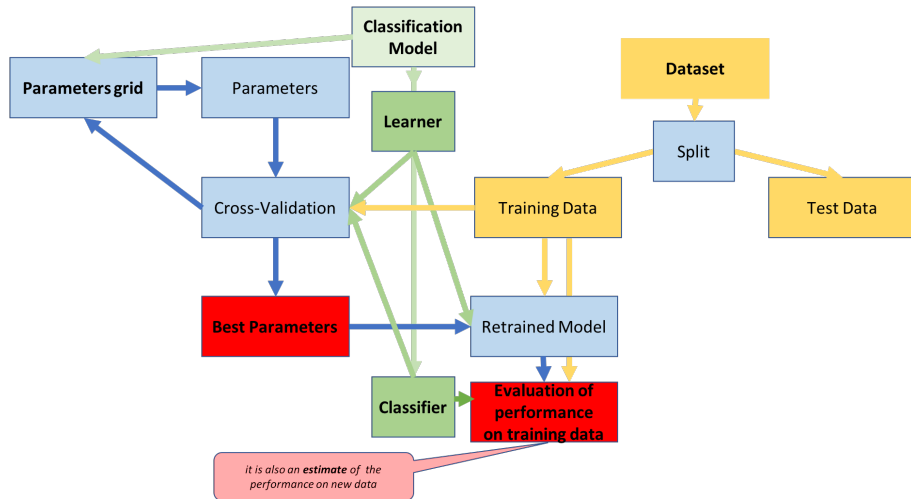 Classification
Model
Dataset
Parameters grid
Parameters
Learner
Split
Cross-Validation
Training Data
Test Data
Best Parameters
Retrained Model
Classifier
Evaluation of
performance
on training data
it is also an estimate of the
performance on new data